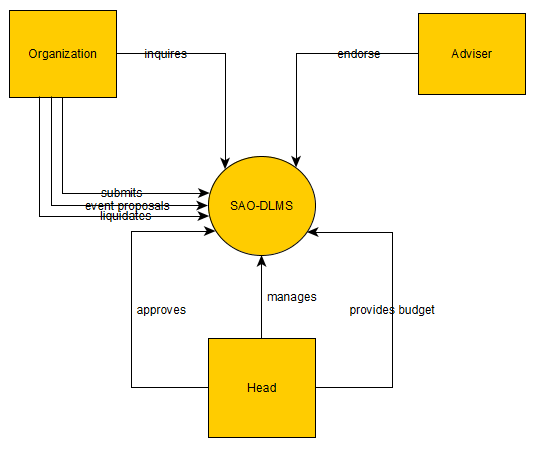 Organization
inquires
endorse
Adviser
submits
event proposals
liquidates
SAO-DLMS
approves
manages
provides budget
Head